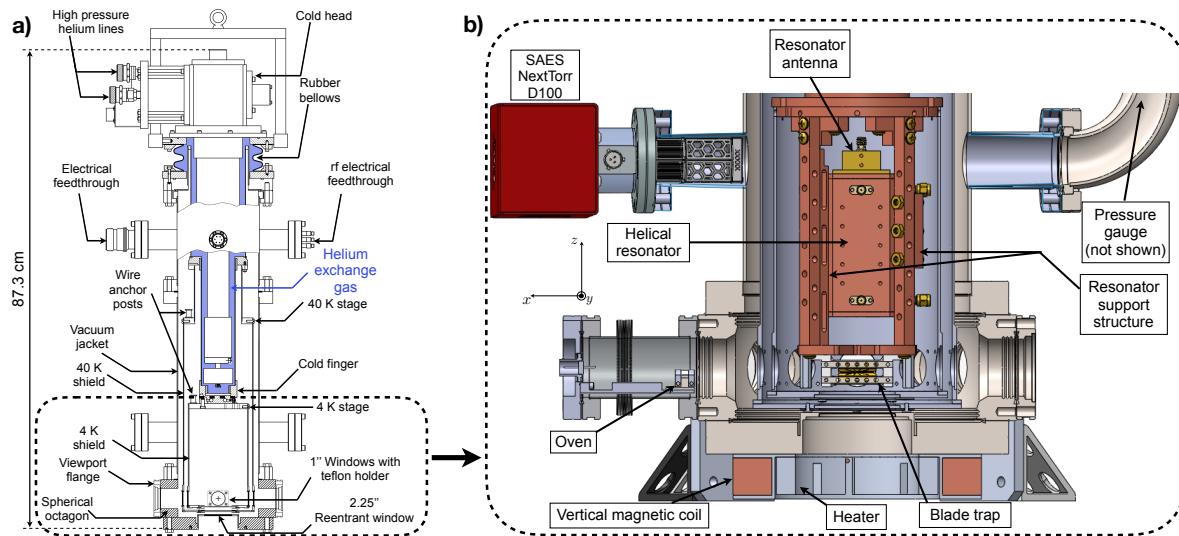 a)
High pressure
helium lines
Cold head
Rubber
bellows
Electrical
feedthrough
rf electrical
feedthrough
Helium
exchange
gas
Wire
anchor
posts
40 K stage
87.3 cm
Vacuum
jacket
40 K
shield
Cold finger
4 K stage
4 K
shield
Viewport
flange
1’’ Windows with
teflon holder
Spherical
octagon
2.25’’
Reentrant window
b)
SAES
NextTorr
D100
Resonator
antenna
Helical
resonator
z
x
y
Pressure
gauge
(not shown)
Resonator
support
structure
Oven
Vertical magnetic coil
Heater
Blade trap